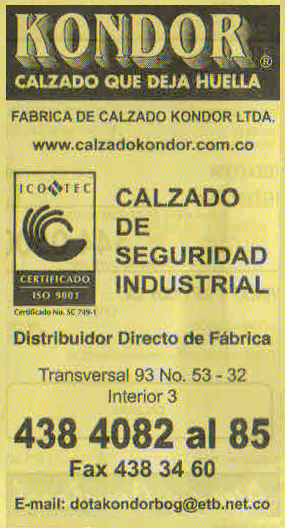 KONDOR®
CALZADO QUE DEJA HUELLA
FABRICA DE CALZADO KONDOR LTDA.
www.calzadokondor.com.co
ICONTEC
CERTIFICADO
ISO 9001
Certificado No. SC 749-1
CALZADO
DE
SEGURIDAD
INDUSTRIAL
Distribuidor Directo de Fábrica
Transversal 93 No. 53 - 32
Interior 3
438 4082 al 85
Fax 438 34 60
E-mail: dotakondorbog@etb.net.co